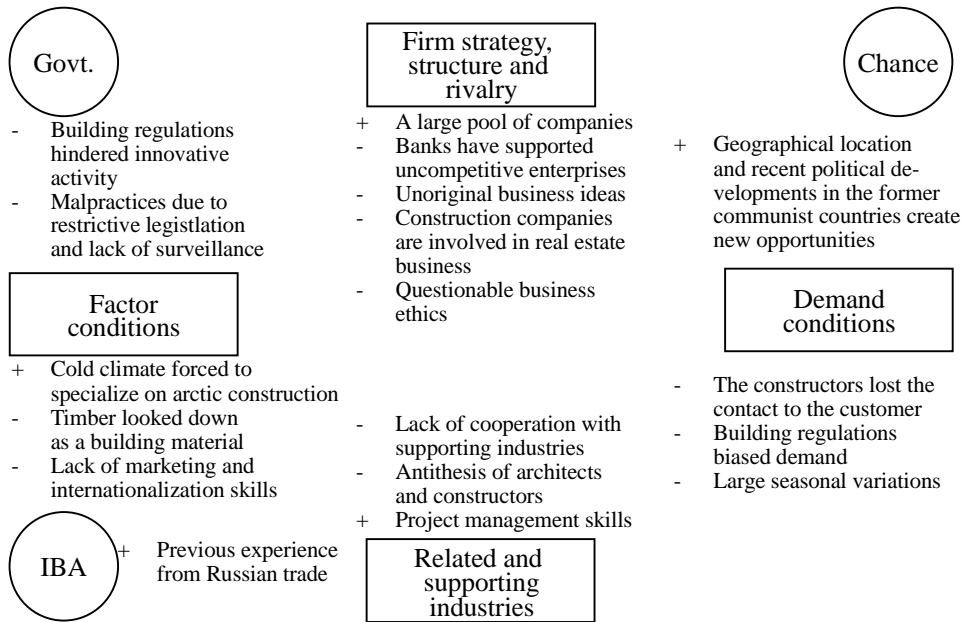 Govt.
- Building regulations
hindered innovative
activity
- Malpractices due to
restrictive legistlation
and lack of surveillance
Firm strategy,
structure and
rivalry
+ A large pool of companies
- Banks have supported
uncompetitive enterprises
- Unoriginal business ideas
- Construction companies
are involved in real estate
business
- Questionable business
ethics
Chance
+ Geographical location
and recent political de-
velopments in the former
communist countries create
new opportunities
Factor
conditions
+ Cold climate forced to
specialize on arctic construction
- Timber looked down
as a building material
- Lack of marketing and
internationalization skills
Demand
conditions
- The constructors lost the
contact to the customer
- Building regulations
biased demand
- Large seasonal variations
- Lack of cooperation with
supporting industries
- Antithesis of architects
and constructors
+ Project management skills
Related and
supporting
industries
IBA
+ Previous experience
from Russian trade